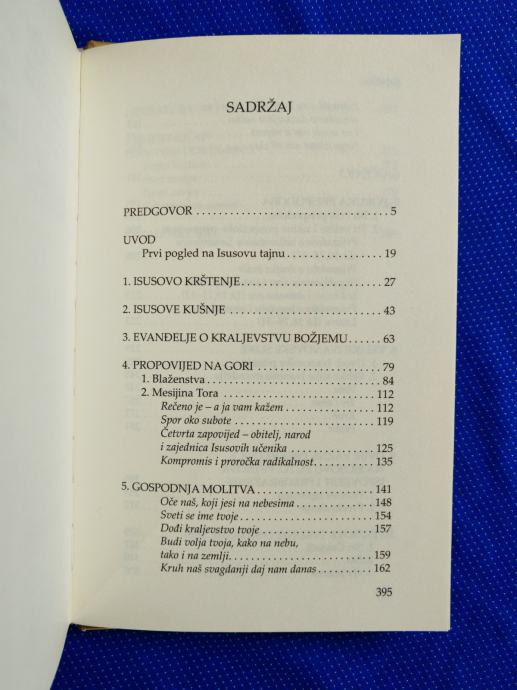 SADRŽAJ
PREDGOVOR . . . . . . . . . . . . . . . . . . . . . . . . . . . . . . . . 5
UVOD
Prvi pogled na Isusovu tajnu . . . . . . . . . . . . . . . . . . 19
1. ISUSOVO KRŠTENJE . . . . . . . . . . . . . . . . . . . . . . . 27
2. ISUSOVE KUŠNJE . . . . . . . . . . . . . . . . . . . . . . . . . 43
3. EVANĐELJE O KRALJEVSTVU BOŽJEMU . . . . . . 63
4. PROPOVIJED NA GORI . . . . . . . . . . . . . . . . . . . . 79
1. Blaženstva . . . . . . . . . . . . . . . . . . . . . . . . . . . . . 84
2. Mesijina Tora . . . . . . . . . . . . . . . . . . . . . . . . . . 112
Rečeno je – a ja vam kažem . . . . . . . . . . . . . . . . 112
Spor oko subote . . . . . . . . . . . . . . . . . . . . . . . . . 119
Četvrta zapovijed – obitelj, narod
i zajednica Isusovih učenika . . . . . . . . . . . . . . . . 125
Kompromis i proročka radikalnost . . . . . . . . . . . . 135
5. GOSPODNJA MOLITVA . . . . . . . . . . . . . . . . . . . 141
Oče naš, koji jesi na nebesima . . . . . . . . . . . . . . . 148
Sveti se ime tvoje . . . . . . . . . . . . . . . . . . . . . . . . 154
Dođi kraljevstvo tvoje . . . . . . . . . . . . . . . . . . . . . 157
Budi volja tvoja, kako na nebu,
tako i na zemlji. . . . . . . . . . . . . . . . . . . . . . . . . . 159
Kruh naš svagdanji daj nam danas . . . . . . . . . . . . 162
395